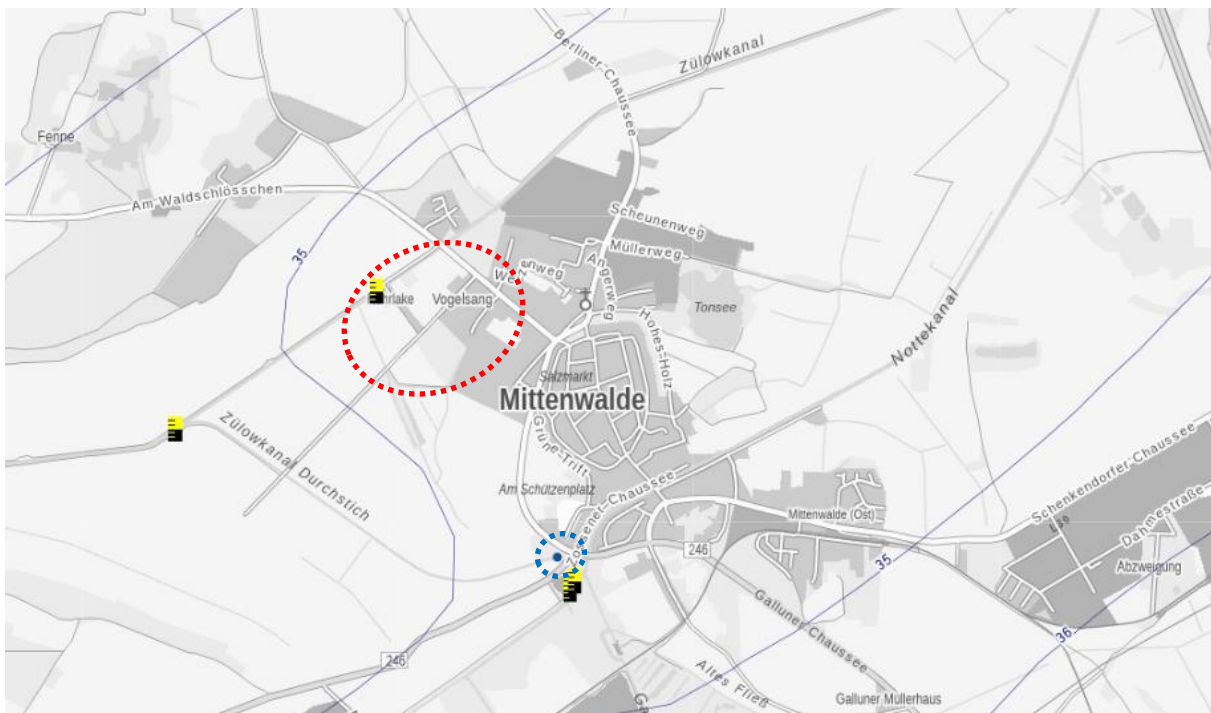 Berliner-Chaussee
Zülowkanal
Fenne
Am Waldschlösschen
Scheunenweg
Müllerweg
35
Angerweg
Vogelsang
Tonsee
Hohes-Holz
Nottekanal
Salzmarkt
Mittenwalde
Grüne-Trift
Zülowkanal Durchstich
Schenkendorfer-Chaussee
Am Schützenplatz
Mittenwalde (Ost)
Dahmestraße
246
35
Abzweigung
Galluner-Chaussee
36
246
Altes-Fließ
Galluner Müllerhaus